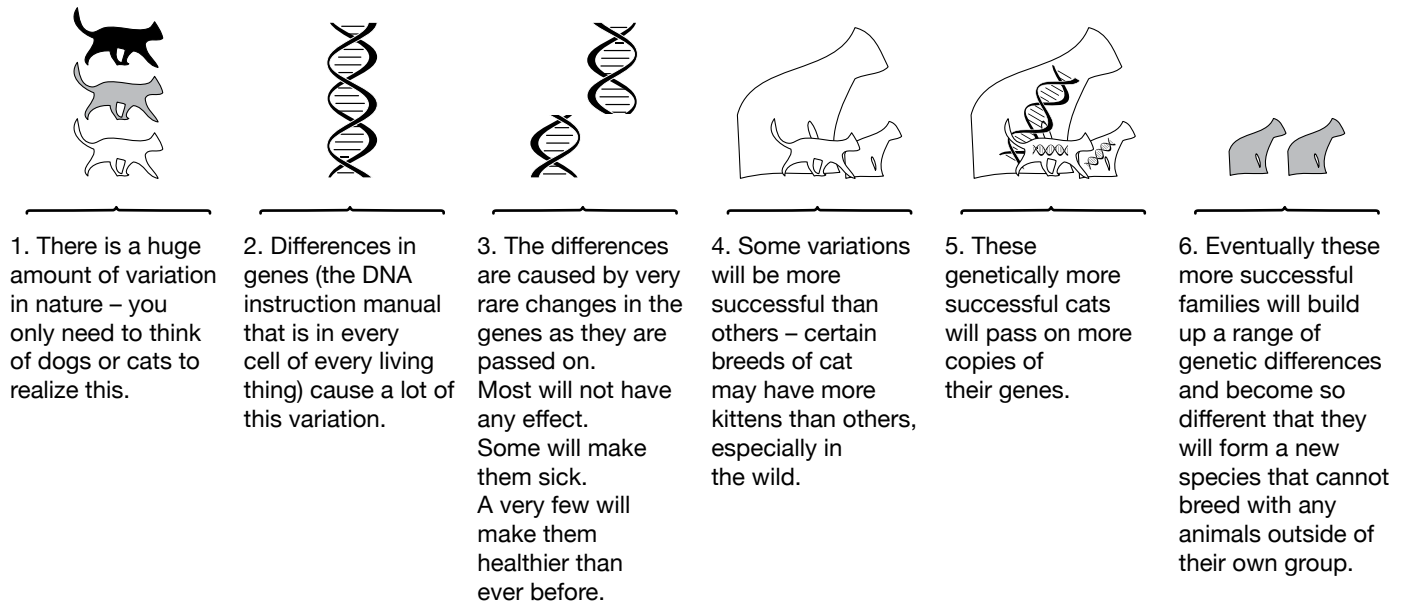 1. There is a huge
amount of variation
in nature – you
only need to think
of dogs or cats to
realize this.
2. Differences in
genes (the DNA
instruction manual
that is in every
cell of every living
thing) cause a lot of
this variation.
3. The differences
are caused by very
rare changes in the
genes as they are
passed on.
Most will not have
any effect.
Some will make
them sick.
A very few will
make them
healthier than
ever before.
4. Some variations
will be more
successful than
others – certain
breeds of cat
may have more
kittens than others,
especially in
the wild.
5. These
genetically more
successful cats
will pass on more
copies of
their genes.
6. Eventually these
more successful
families will build
up a range of
genetic differences
and become so
different that they
will form a new
species that cannot
breed with any
animals outside of
their own group.